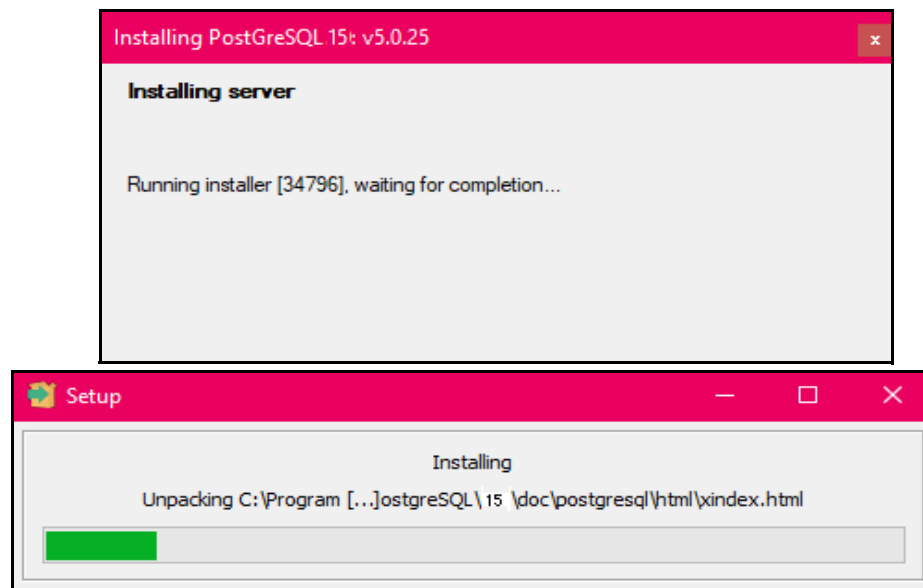 Installing PostGreSQL 15t v5.0.25
x
Installing server
Running installer [34796], waiting for completion...
Setup
Installing
Unpacking C:\Program [...]ostgreSQL\15 \doc\postgresql\html\xindex.html